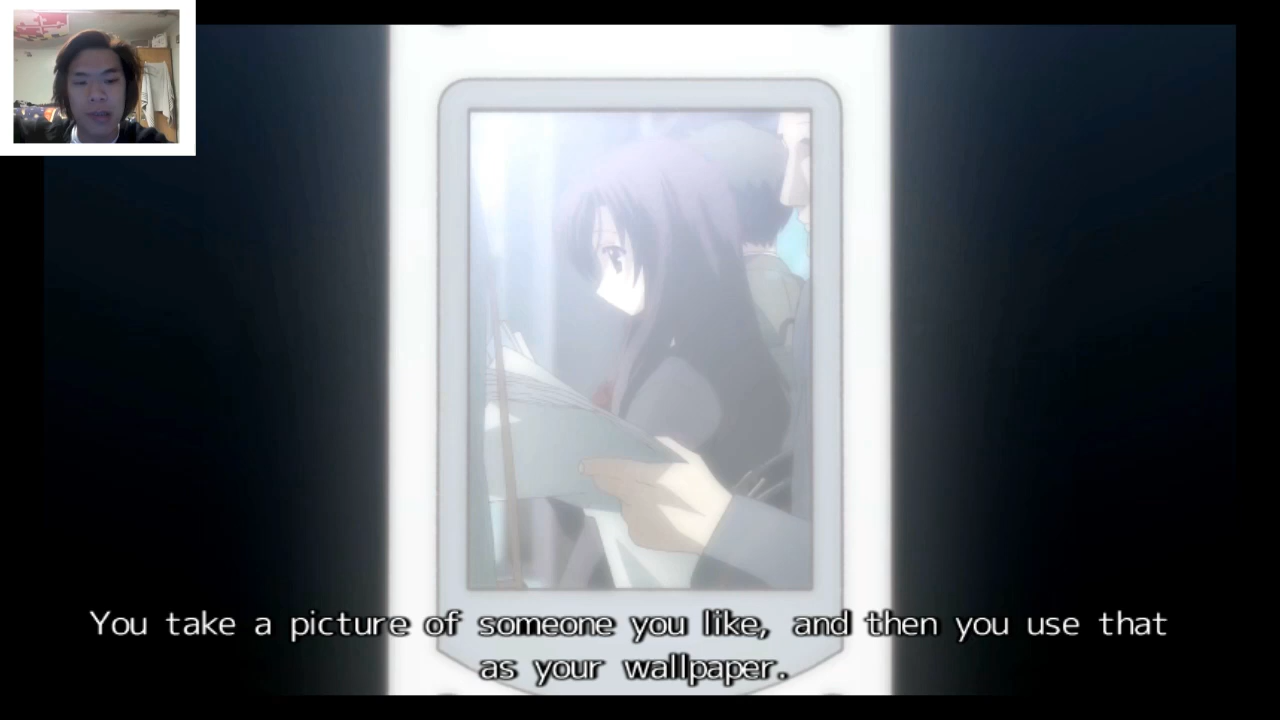 You take a picture of someone you like, and then you use that
as your wallpaper.